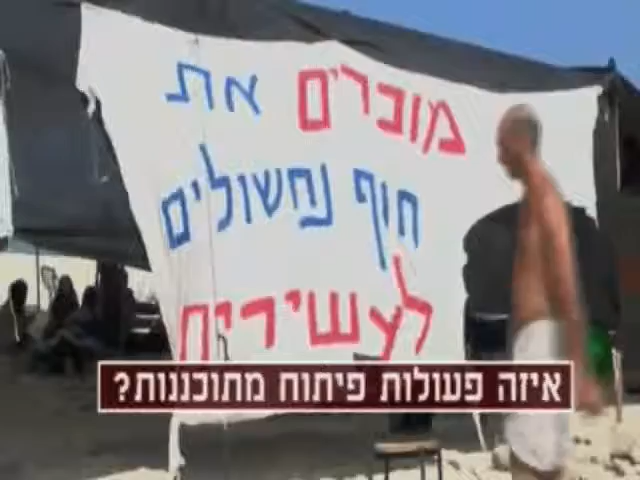 מוכרים את
חוף נחשולים
לעשירים
איזה פעולות פיתוח מתוכננות?